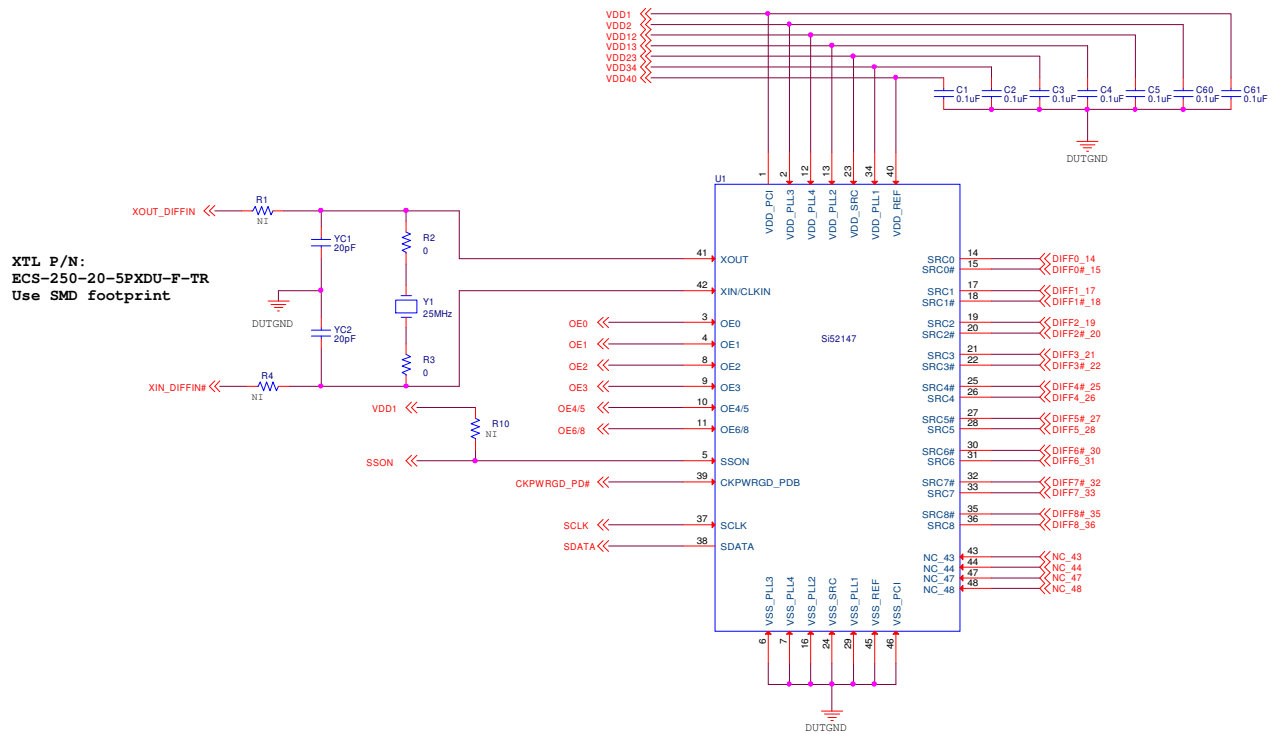 VDD1
VDD2
VDD12
VDD13
VDD23
VDD34
VDD40
C1
0.1uF
C2
0.1uF
C3
0.1uF
C4
0.1uF
C5
0.1uF
C60
0.1uF
C61
0.1uF
DUTGND
U1
1
2
12
13
23
34
40
VDD_PCI
VDD_PLL3
VDD_PLL4
VDD_PLL2
VDD_SRC
VDD_PLL1
VDD_REF
XTL P/N:
ECS-250-20-5PXDU-F-TR
Use SMD footprint
XOUT_DIFFIN
R1
NI
YC1
20pF
R2
0
DUTGND
Y1
25MHz
YC2
20pF
R3
0
XIN_DIFFIN#
R4
NI
VDD1
R10
NI
41 XOUT
42 XIN/CLKIN
OE0 3 OE0
OE1 4 OE1
OE2 8 OE2
OE3 9 OE3
OE4/5 10 OE4/5
OE6/8 11 OE6/8
SSON 5 SSON
CKPWRGD_PD# 39 CKPWRGD_PDB
SCLK 37 SCLK
SDATA 38 SDATA
Si52147
SRC0 14 DIFF0_14
SRC0# 15 DIFF0#_15
SRC1 17 DIFF1_17
SRC1# 18 DIFF1#_18
SRC2 19 DIFF2_19
SRC2# 20 DIFF2#_20
SRC3 21 DIFF3_21
SRC3# 22 DIFF3#_22
SRC4# 25 DIFF4#_25
SRC4 26 DIFF4_26
SRC5# 27 DIFF5#_27
SRC5 28 DIFF5_28
SRC6# 30 DIFF6#_30
SRC6 31 DIFF6_31
SRC7# 32 DIFF7#_32
SRC7 33 DIFF7_33
SRC8# 35 DIFF8#_35
SRC8 36 DIFF8_36
NC_43 43 NC_43
NC_44 44 NC_44
NC_47 47 NC_47
NC_48 48 NC_48
VSS_PLL3
VSS_PLL4
VSS_PLL2
VSS_SRC
VSS_PLL1
VSS_REF
VSS_PCI
6
7
16
24
29
45
46
DUTGND